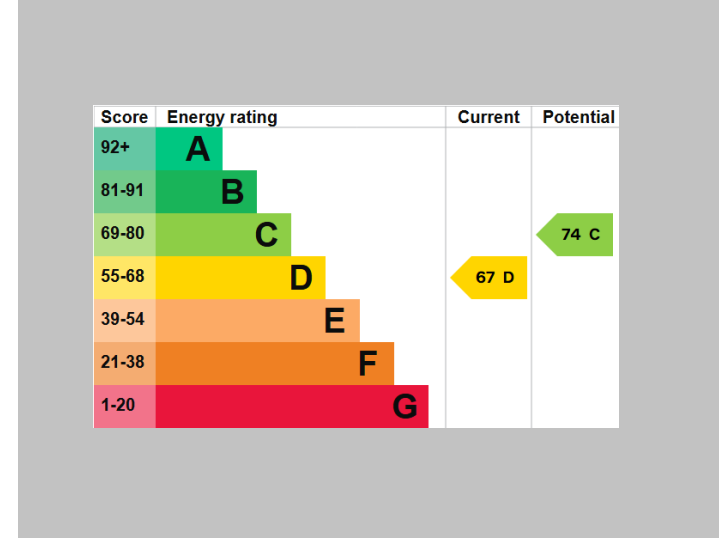 Score Energy rating Current Potential
92+ A
81-91 B
69-80 C 74 C
55-68 D 67 D
39-54 E
21-38 F
1-20 G